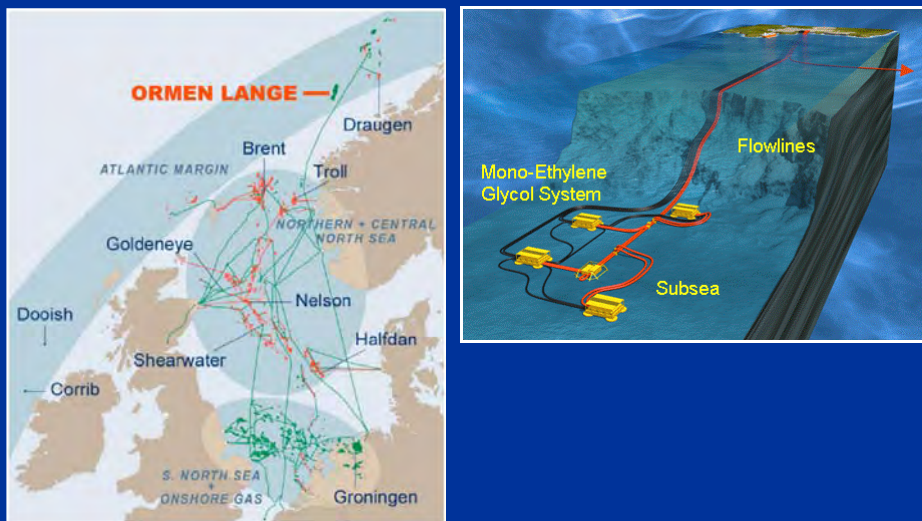 ORMEN LANGE
Draugen
Brent
ATLANTIC MARGIN
Troll
NORTHERN + CENTRAL
NORTH SEA
Goldeneye
Nelson
Dooish
Shearwater
Halfdan
Corrib
S. NORTH SEA
+
ONSHORE GAS
Groningen
Flowlines
Mono-Ethylene
Glycol System
Subsea